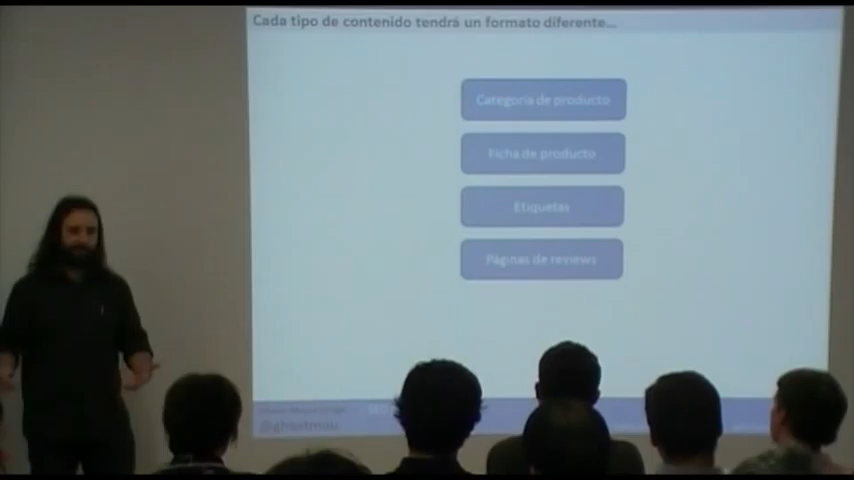 Cada tipo de contenido tendrá un formato diferente...
Categoría de producto
Ficha de producto
Etiquetas
Páginas de reviews
@ghostmou